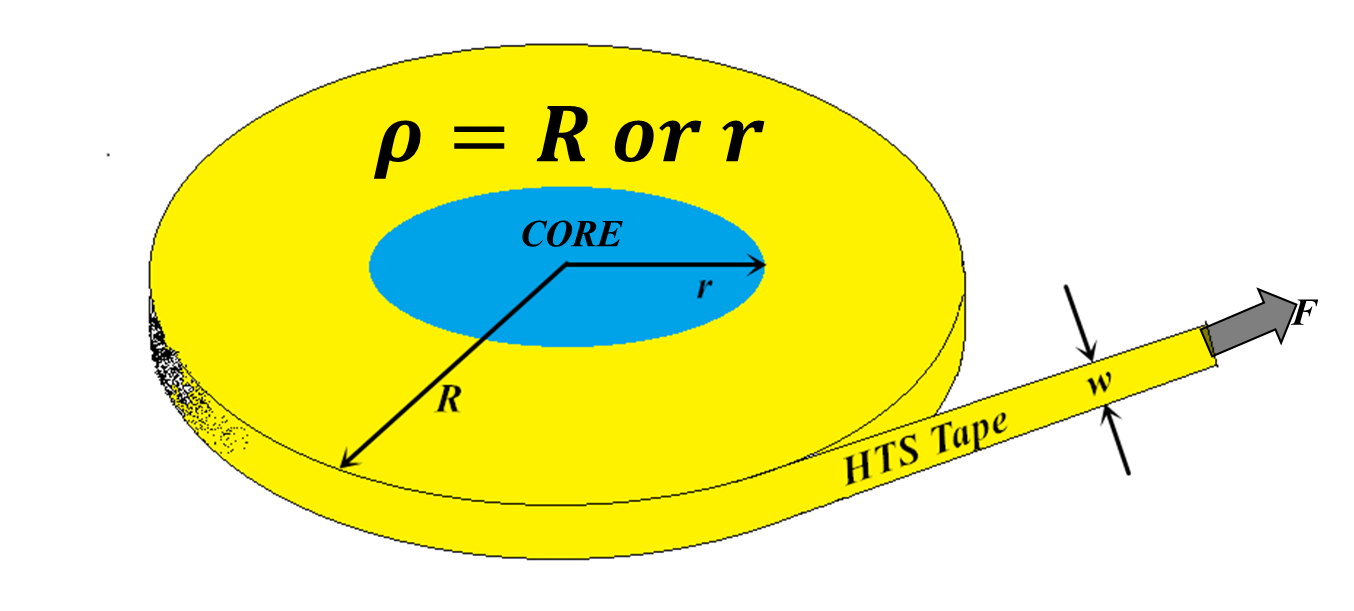 ρ = R or r
CORE
r
R
F
w
HTS Tape